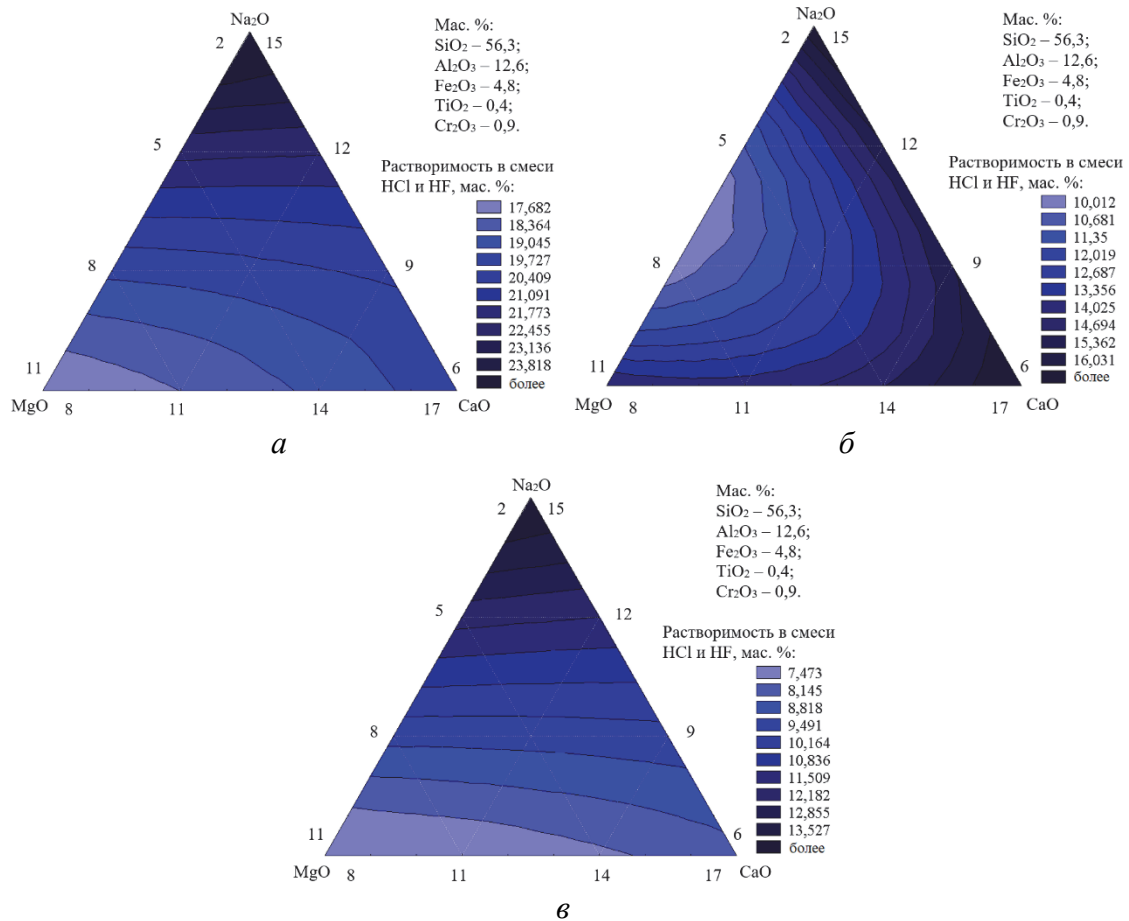 Na₂O
2 15
5 12
8 9
11 6
MgO 8 11 14 17 CaO
Мас. %:
SiO₂ – 56,3;
Al₂O₃ – 12,6;
Fe₂O₃ – 4,8;
TiO₂ – 0,4;
Cr₂O₃ – 0,9.
Растворимость в смеси
HCl и HF, мас. %:
17,682
18,364
19,045
19,727
20,409
21,091
21,773
22,455
23,136
23,818
более
а
Na₂O
2 15
5 12
8 9
11 6
MgO 8 11 14 17 CaO
Мас. %:
SiO₂ – 56,3;
Al₂O₃ – 12,6;
Fe₂O₃ – 4,8;
TiO₂ – 0,4;
Cr₂O₃ – 0,9.
Растворимость в смеси
HCl и HF, мас. %:
10,012
10,681
11,35
12,019
12,687
13,356
14,025
14,694
15,362
16,031
более
б
Na₂O
2 15
5 12
8 9
11 6
MgO 8 11 14 17 CaO
Мас. %:
SiO₂ – 56,3;
Al₂O₃ – 12,6;
Fe₂O₃ – 4,8;
TiO₂ – 0,4;
Cr₂O₃ – 0,9.
Растворимость в смеси
HCl и HF, мас. %:
7,473
8,145
8,818
9,491
10,164
10,836
11,509
12,182
12,855
13,527
более
в